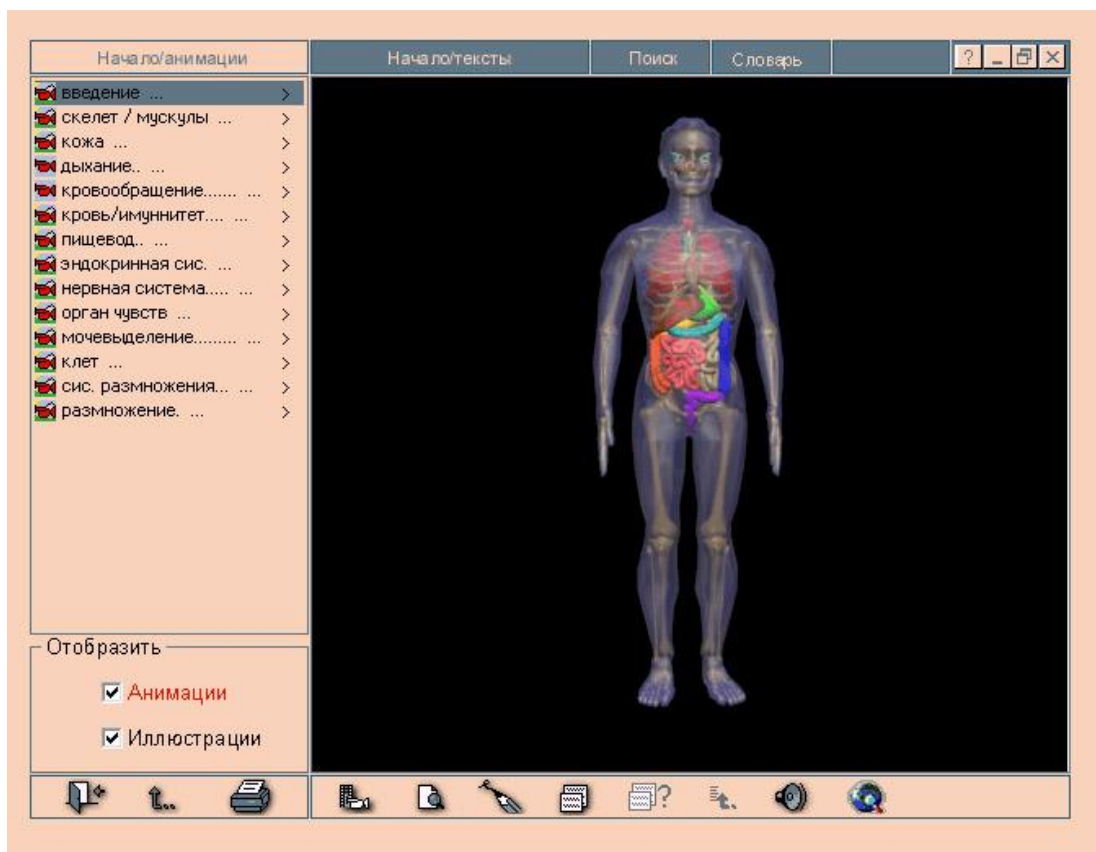 Начало/анимации
Начало/тексты
Поиск
Словарь
?
введение ... >
скелет / мускулы ... >
кожа ... >
дыхание.. ... >
кровообращение....... ... >
кровь/имуннитет.... ... >
пищевод.. ... >
эндокринная сис. ... >
нервная система..... ... >
орган чувств ... >
мочевыделение......... ... >
клет ... >
сис. размножения... ... >
размножение. ... >
Отобразить
Анимации
Иллюстрации
?